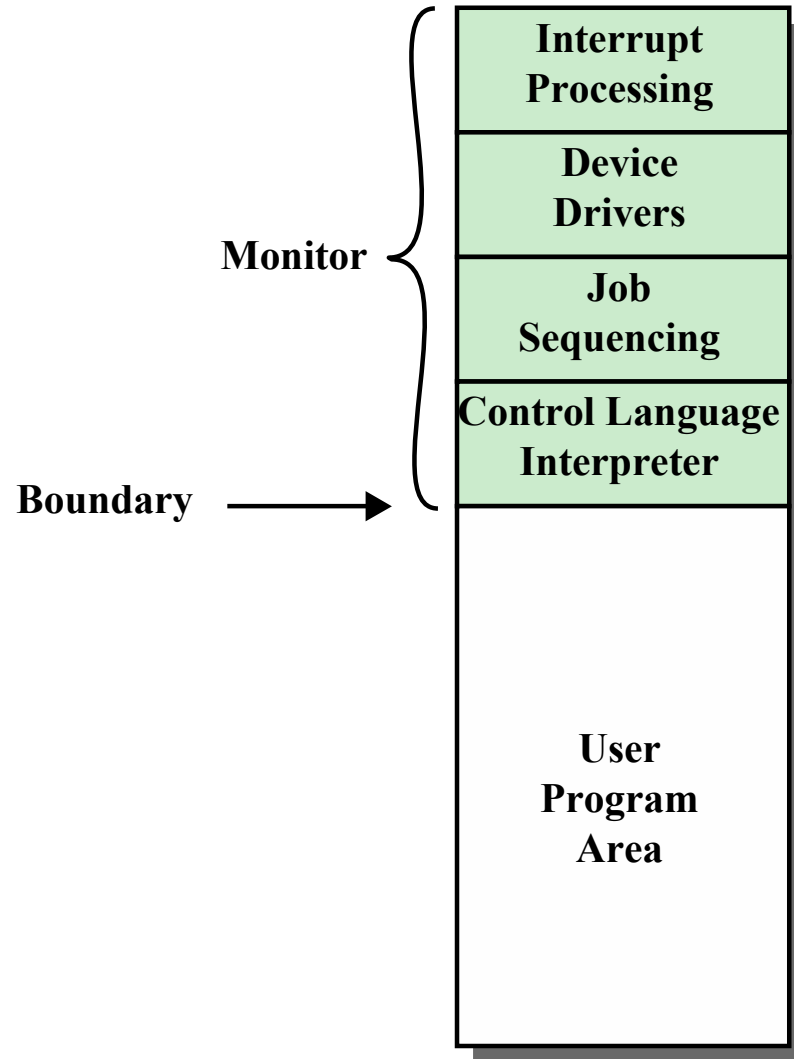 Interrupt
Processing
Device
Drivers
Monitor
Job
Sequencing
Control Language
Interpreter
Boundary
User
Program
Area